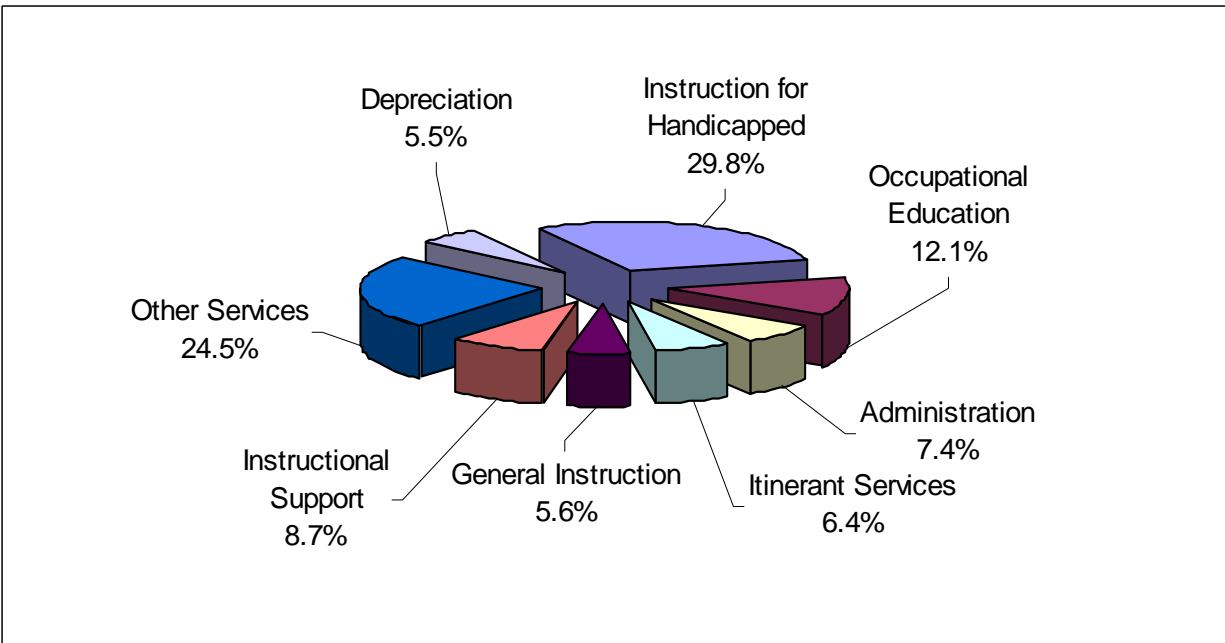 Depreciation
5.5%
Instruction for
Handicapped
29.8%
Occupational
Education
12.1%
Other Services
24.5%
Administration
7.4%
Instructional
Support
8.7%
General Instruction
5.6%
Itinerant Services
6.4%